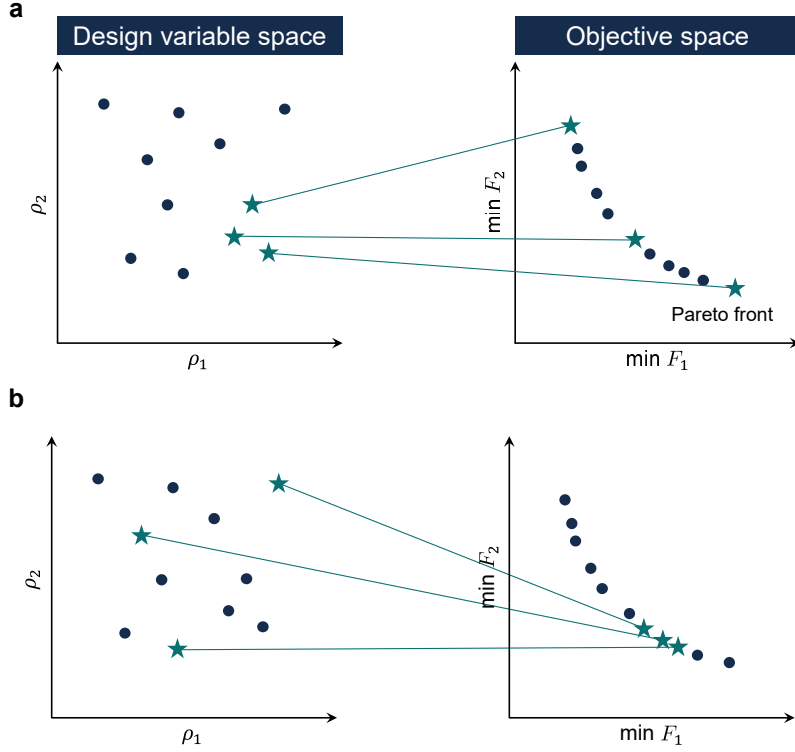 a
Design variable space
Objective space
ρ₂
ρ₁
min F₂
Pareto front
min F₁
b
ρ₂
ρ₁
min F₂
min F₁